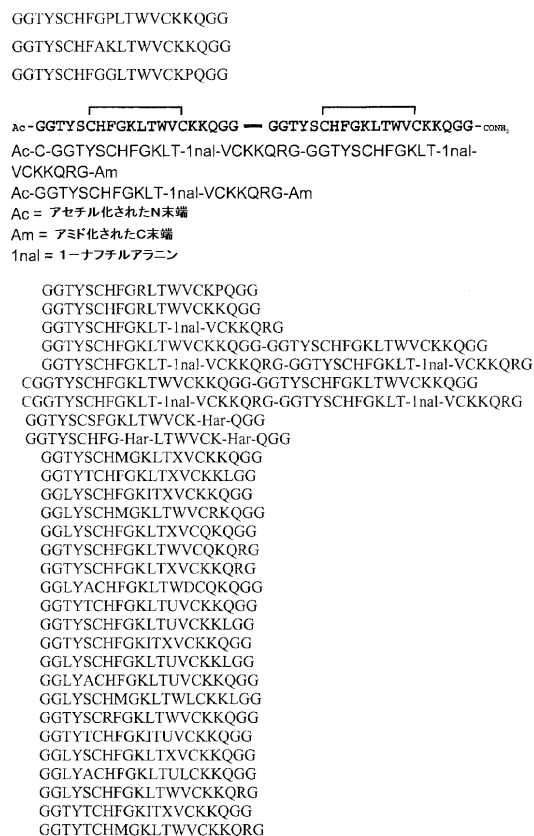 GGTYSCHFGPLTWVCKKQGG
GGTYSCHFAKLTWVCKKQGG
GGTYSCHFGGLTWVCKPQGG
Ac-GGTYSCHFGKLTWVCKKQGG — GGTYSCHFGKLTWVCKKQGG-CONH₂
Ac-C-GGTYSCHFGKLT-1nal-VCKKQRG-GGTYSCHFGKLT-1nal-
VCKKQRG-Am
Ac-GGTYSCHFGKLT-1nal-VCKKQRG-Am
Ac = アセチル化されたN末端
Am = アミド化されたC末端
1nal = 1ーナフチルアラニン
GGTYSCHFGRLTWVCKPQGG
GGTYSCHFGRLTWVCKKQGG
GGTYSCHFGKLT-1nal-VCKKQRG
GGTYSCHFGKLTWVCKKQGG-GGTYSCHFGKLTWVCKKQGG
GGTYSCHFGKLT-1nal-VCKKQRG-GGTYSCHFGKLT-1nal-VCKKQRG
CGGTYSCHFGKLTWVCKKQGG-GGTYSCHFGKLTWVCKKQGG
CGGTYSCHFGKLT-1nal-VCKKQRG-GGTYSCHFGKLT-1nal-VCKKQRG
GGTYSCSFGKLTWVCK-Har-QGG
GGTYSCHFG-Har-LTWVCK-Har-QGG
GGTYSCHMGKLTXVCKKQGG
GGTYTCHFGKLTXVCKKLGG
GGLYSCHFGKITXVCKKQGG
GGLYSCHMGKLTWVCRKQGG
GGLYSCHFGKLTXVCQKQGG
GGTYSCHFGKLTWVCQKQRG
GGTYSCHFGKLTXVCKKQRG
GGLYACHFGKLTWDCQKQGG
GGTYTCHFGKLTUVCKKQGG
GGLYSCHFGKLTUVCKKLGG
GGTYSCHFGKITXVCKKQGG
GGLYSCHFGKLTUVCKKLGG
GGLYACHFGKLTUVCKKQGG
GGLYSCHMGKLTWLCKKLGG
GGTYSCRFGKLTWVCKKQGG
GGTYTCHFGKITUVCKKQGG
GGLYSCHFGKLTXVCKKQGG
GGLYACHFGKLTULCKKQGG
GGLYSCHFGKLTWVCKKQRG
GGTYTCHFGKITXVCKKQGG
GGTYTCHMGKLTWVCKKQRG